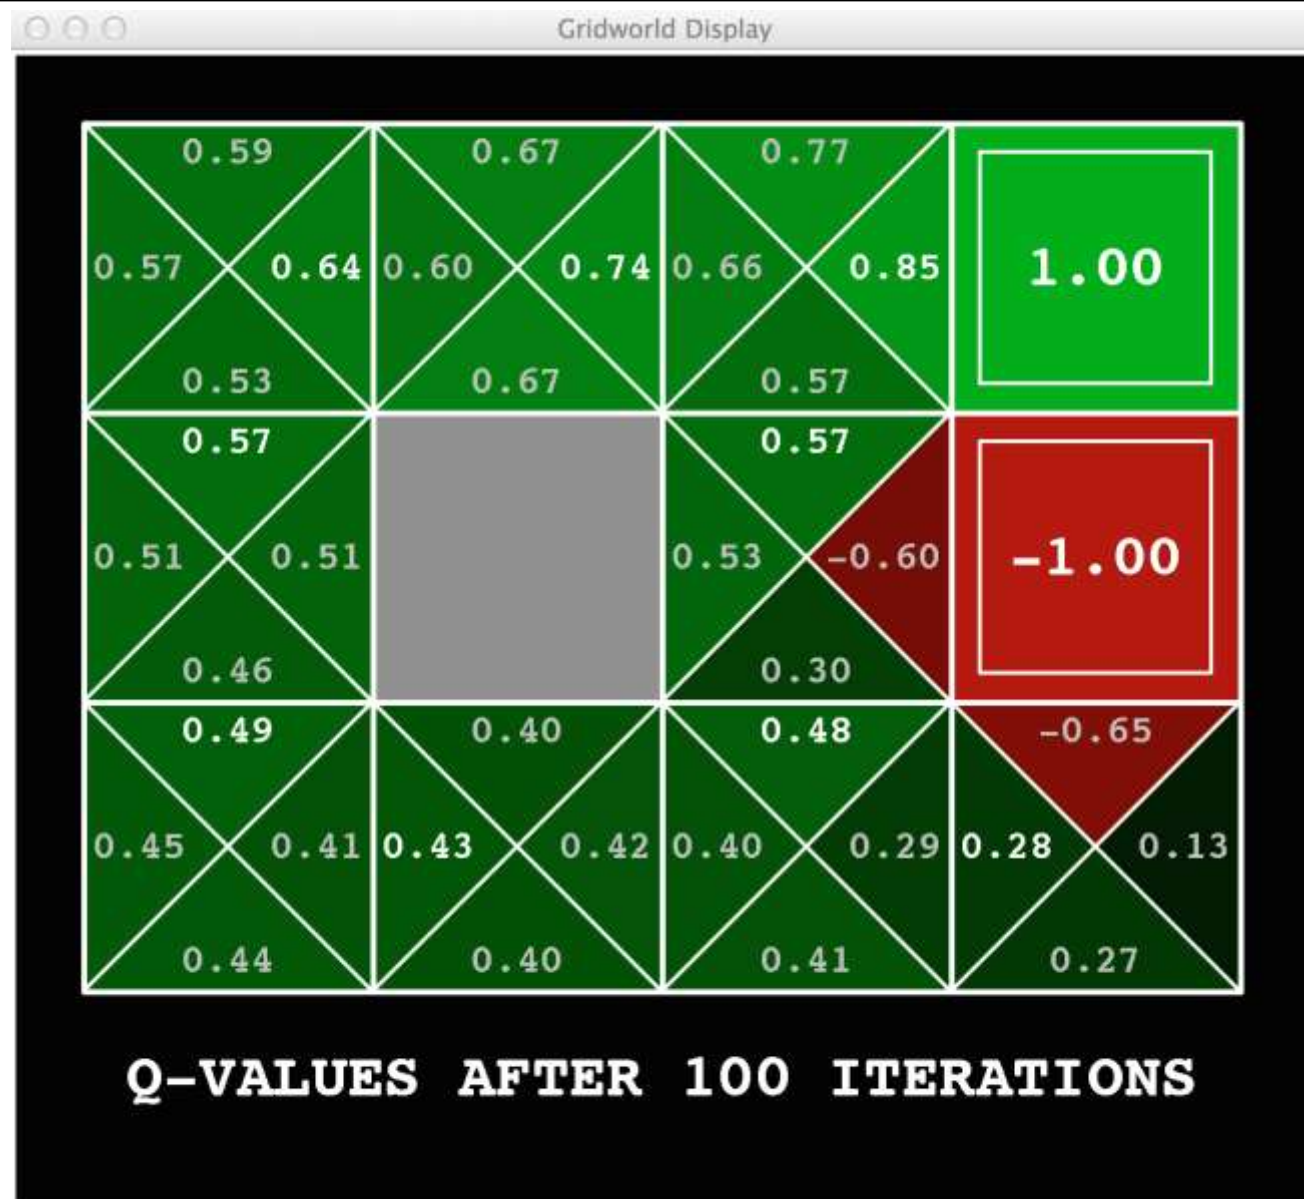 Gridworld Display
0.59 0.67 0.77
0.57 0.64 0.60 0.74 0.66 0.85 1.00
0.53 0.67 0.57
0.57 0.57
0.51 0.51 0.53 -0.60 -1.00
0.46 0.30
0.49 0.40 0.48 -0.65
0.45 0.41 0.43 0.42 0.40 0.29 0.28 0.13
0.44 0.40 0.41 0.27
Q-VALUES AFTER 100 ITERATIONS